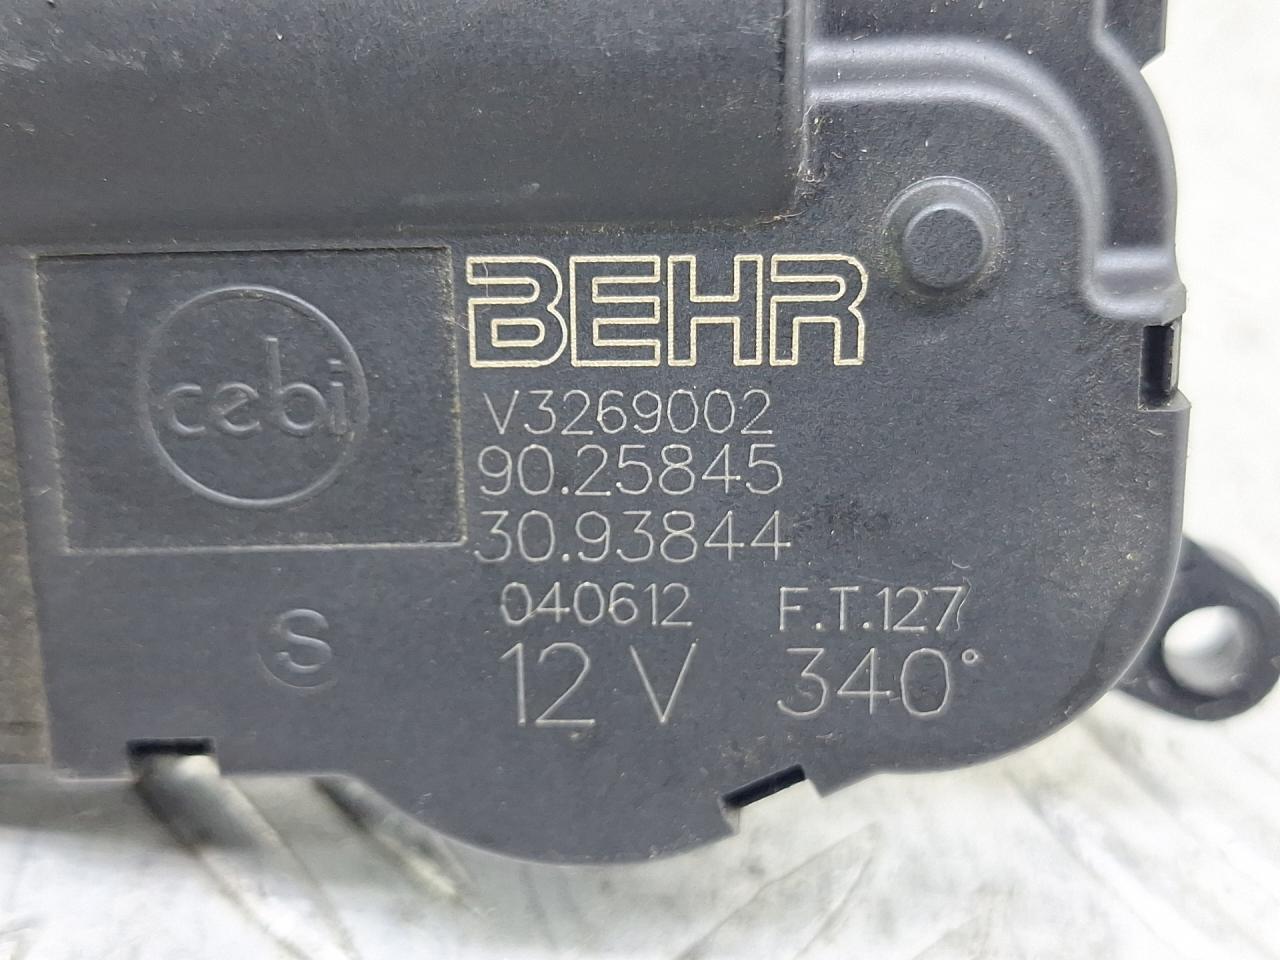 BEHR
cebi
V3269002
90.25845
30.93844
040612 F.T.127
S
12 V 340°